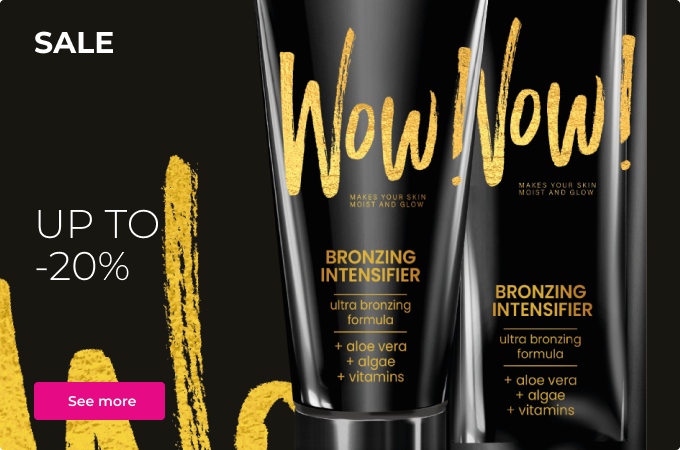 SALE
UP TO
-20%
See more
Wow!
MAKES YOUR SKIN
MOIST AND GLOW
BRONZING
INTENSIFIER
ultra bronzing
formula
+ aloe vera
+ algae
+ vitamins
Wow!
MAKES YOUR SKIN
MOIST AND GLOW
BRONZING
INTENSIFIER
ultra bronzing
formula
+ aloe vera
+ algae
+ vitamins